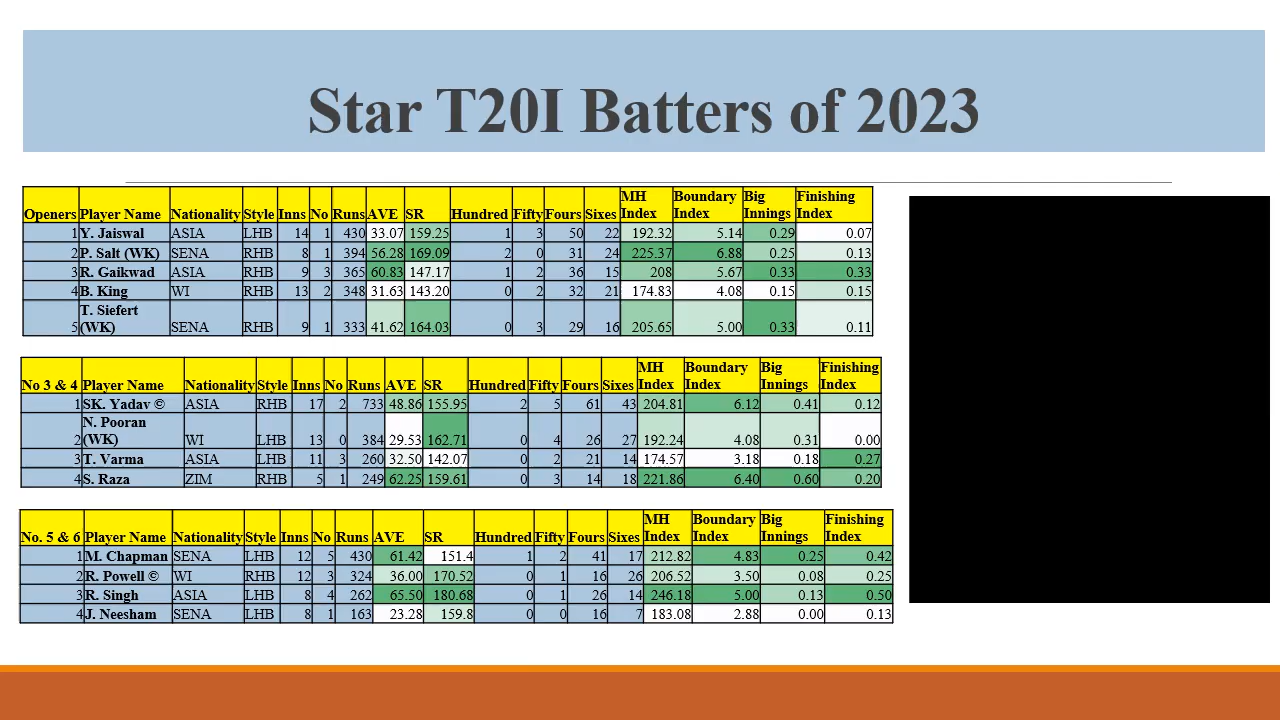 Star T20I Batters of 2023
Openers Player Name Nationality Style Inns No Runs AVE SR Hundred Fifty Fours Sixes MH Index Boundary Index Big Innings Finishing Index
1 Y. Jaiswal ASIA LHB 14 1 430 33.07 159.25 1 3 50 22 192.32 5.14 0.29 0.07
2 P. Salt (WK) SENA RHB 8 1 394 56.28 169.09 2 0 31 24 225.37 6.88 0.25 0.13
3 R. Gaikwad ASIA RHB 9 3 365 60.83 147.17 1 2 36 15 208 5.67 0.33 0.33
4 B. King WI RHB 13 2 348 31.63 143.20 0 2 32 21 174.83 4.08 0.15 0.15
5 T. Siefert (WK) SENA RHB 9 1 333 41.62 164.03 0 3 29 16 205.65 5.00 0.33 0.11
No 3 & 4 Player Name Nationality Style Inns No Runs AVE SR Hundred Fifty Fours Sixes MH Index Boundary Index Big Innings Finishing Index
1 SK. Yadav © ASIA RHB 17 2 733 48.86 155.95 2 5 61 43 204.81 6.12 0.41 0.12
2 N. Pooran (WK) WI LHB 13 0 384 29.53 162.71 0 4 26 27 192.24 4.08 0.31 0.00
3 T. Varma ASIA LHB 11 3 260 32.50 142.07 0 2 21 14 174.57 3.18 0.18 0.27
4 S. Raza ZIM RHB 5 1 249 62.25 159.61 0 3 14 18 221.86 6.40 0.60 0.20
No. 5 & 6 Player Name Nationality Style Inns No Runs AVE SR Hundred Fifty Fours Sixes MH Index Boundary Index Big Innings Finishing Index
1 M. Chapman SENA LHB 12 5 430 61.42 151.4 1 2 41 17 212.82 4.83 0.25 0.42
2 R. Powell © WI RHB 12 3 324 36.00 170.52 0 1 16 26 206.52 3.50 0.08 0.25
3 R. Singh ASIA LHB 8 4 262 65.50 180.68 0 1 26 14 246.18 5.00 0.13 0.50
4 J. Neesham SENA LHB 8 1 163 23.28 159.8 0 0 16 7 183.08 2.88 0.00 0.13